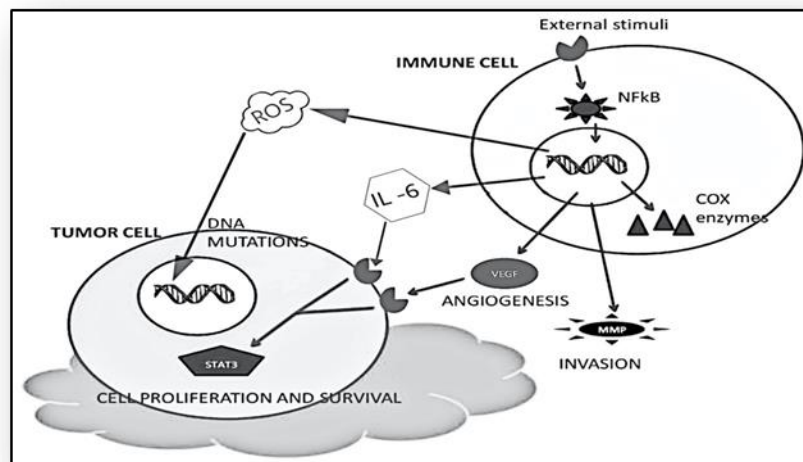 External stimuli
IMMUNE CELL
NFkB
ROS
IL -6
COX
enzymes
TUMOR CELL
DNA
MUTATIONS
VEGF
ANGIOGENESIS
MMP
INVASION
STAT3
CELL PROLIFERATION AND SURVIVAL